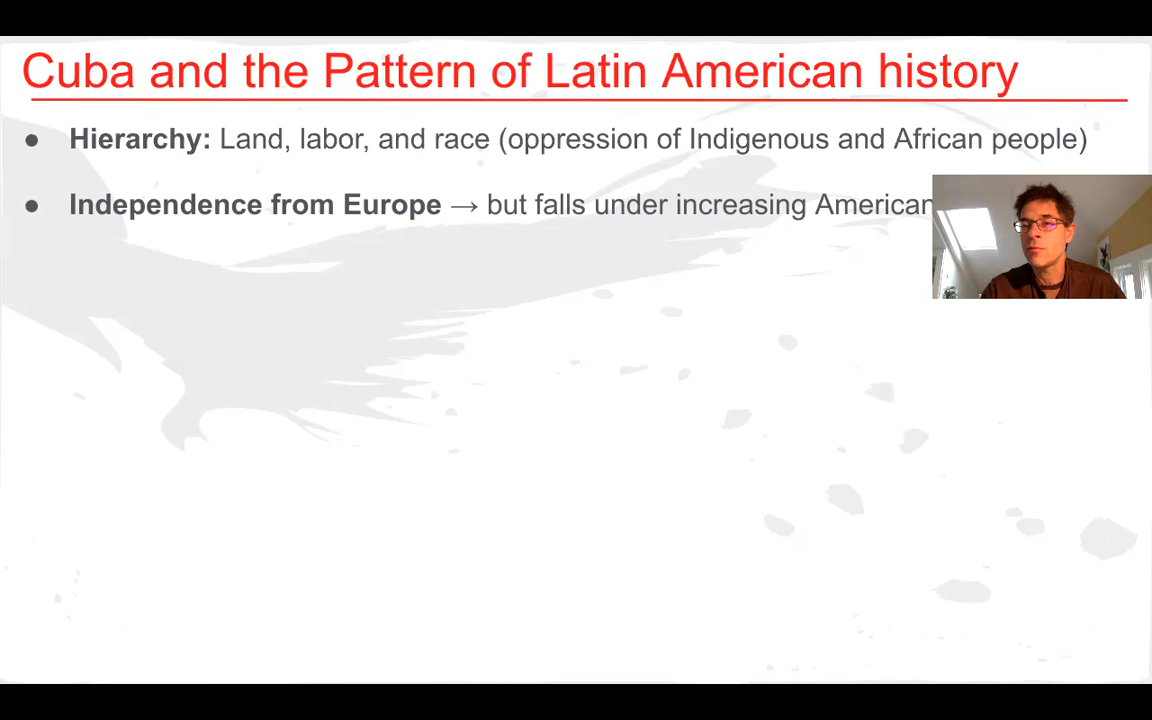 Cuba and the Pattern of Latin American history
● Hierarchy: Land, labor, and race (oppression of Indigenous and African people)
● Independence from Europe → but falls under increasing American